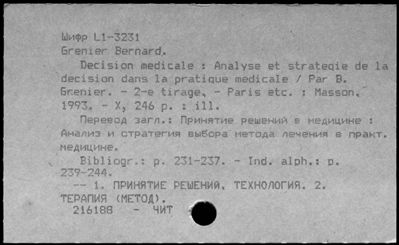 Шифр L1-3231
Grenier Bernard.
Decision medicale : Analyse et strategie de la
decision dans la pratique medicale / Par B.
Grenier. - 2-e tirage. - Paris etc. : Masson,
1993. - X, 246 p. : ill.
Перевод загл.: Принятие решений в медицине :
Анализ и стратегия выбора метода лечения в практ.
медицине.
Bibliogr.: p. 231-237. - Ind. alph.: p.
239-244.
-- 1. ПРИНЯТИЕ РЕШЕНИЙ, ТЕХНОЛОГИЯ. 2.
ТЕРАПИЯ (МЕТОД).
216188 - ЧИТ